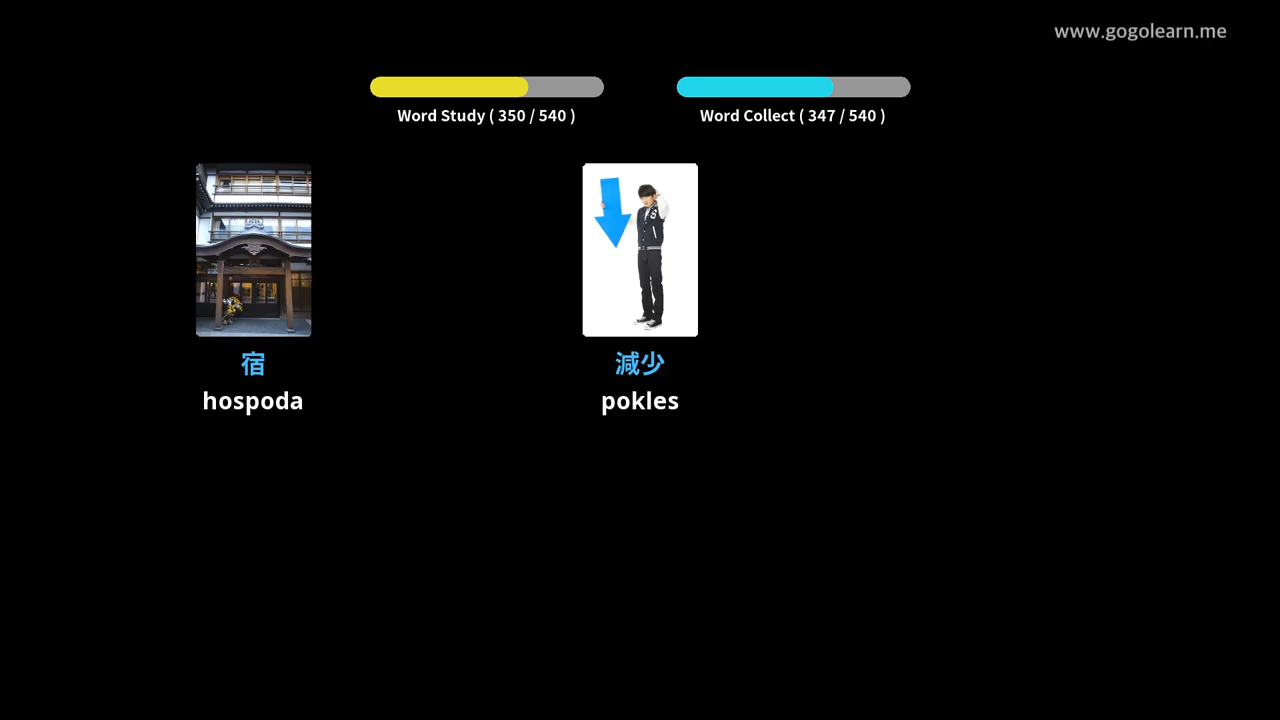 www.gogolearn.me
Word Study ( 350 / 540 )
Word Collect ( 347 / 540 )
宿
hospoda
減少
pokles